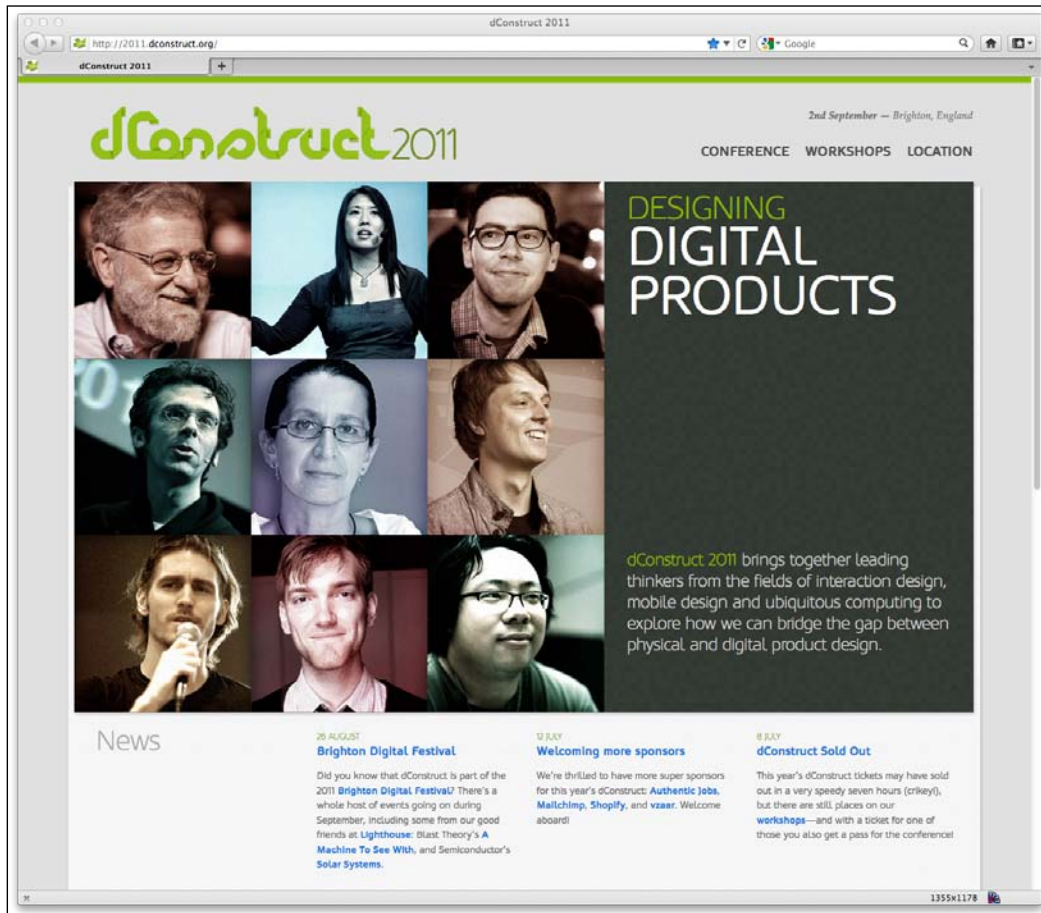 dConstruct 2011
http://2011.dconstruct.org/
Google
dConstruct 2011
dConstruct 2011
2nd September — Brighton, England
CONFERENCE WORKSHOPS LOCATION
DESIGNING
DIGITAL
PRODUCTS
201
dConstruct 2011 brings together leading
thinkers from the fields of interaction design,
mobile design and ubiquitous computing to
explore how we can bridge the gap between
physical and digital product design.
News
26 AUGUST
Brighton Digital Festival
Did you know that dConstruct is part of the
2011 Brighton Digital Festival? There's a
whole host of events going on during
September, including some from our good
friends at Lighthouse: Blast Theory's A
Machine To See With, and Semiconductor's
Solar Systems.
12 JULY
Welcoming more sponsors
We're thrilled to have more super sponsors
for this year's dConstruct: Authentic Jobs,
Mailchimp, Shopify, and vzaar. Welcome
aboard!
8 JULY
dConstruct Sold Out
This year's dConstruct tickets may have sold
out in a very speedy seven hours (crikey!),
but there are still places on our
workshops—and with a ticket for one of
those you also get a pass for the conference!
1355x1178